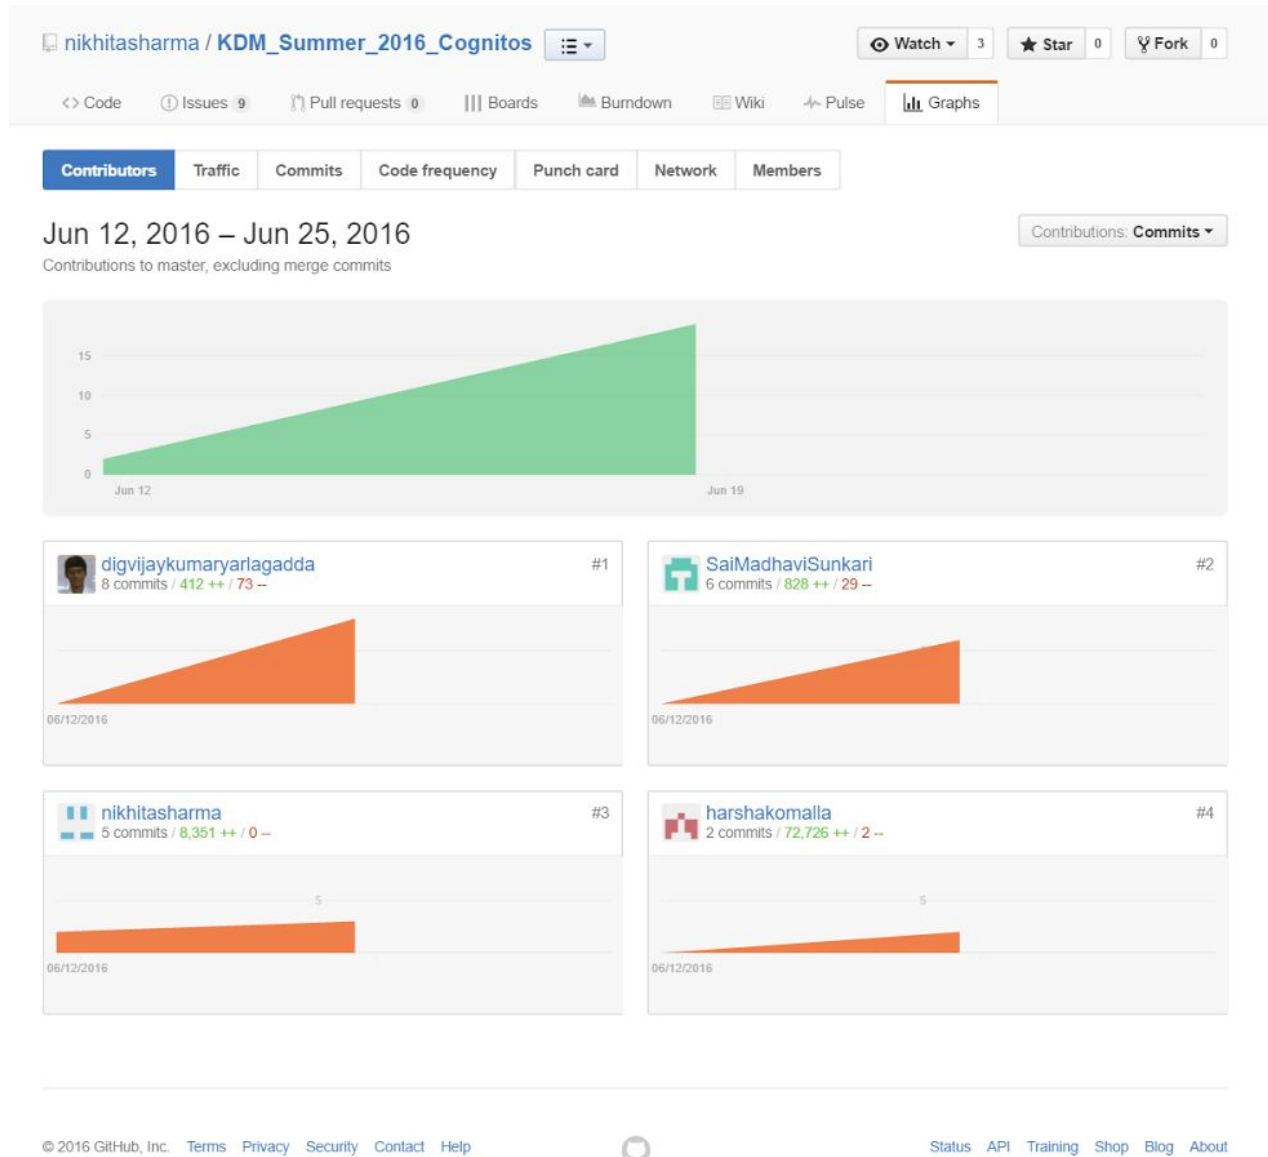 nikhitasharma / KDM_Summer_2016_Cognitos
Watch 3 Star 0 Fork 0
<> Code Issues 9 Pull requests 0 Boards Burndown Wiki Pulse Graphs
Contributors Traffic Commits Code frequency Punch card Network Members
Jun 12, 2016 – Jun 25, 2016
Contributions: Commits
Contributions to master, excluding merge commits
15
10
5
0
Jun 12 Jun 19
digvijaykumaryarlagadda #1
8 commits / 412 ++ / 73 --
06/12/2016
SaiMadhaviSunkari #2
6 commits / 828 ++ / 29 --
06/12/2016
nikhitasharma #3
5 commits / 8,351 ++ / 0 --
5
06/12/2016
harshakomalla #4
2 commits / 72,726 ++ / 2 --
5
06/12/2016
© 2016 GitHub, Inc. Terms Privacy Security Contact Help Status API Training Shop Blog About